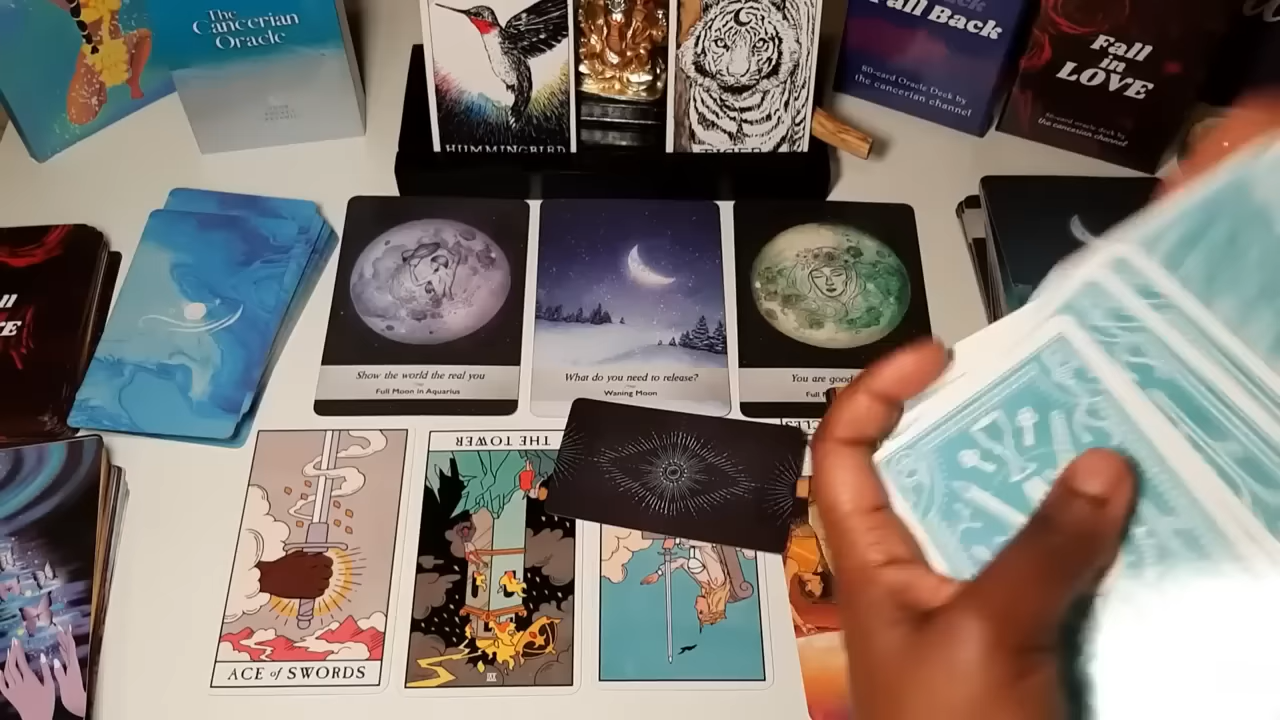 The
Cancerian
Oracle
HUMMINGBIRD
TIGER
Fall Back
80-card Oracle Deck by
the cancerian channel
Fall
in
LOVE
80-card oracle deck by
the cancerian channel
Show the world the real you
Full Moon in Aquarius
What do you need to release?
Waning Moon
You are good
Full
THE TOWER
ACE of SWORDS
XVI